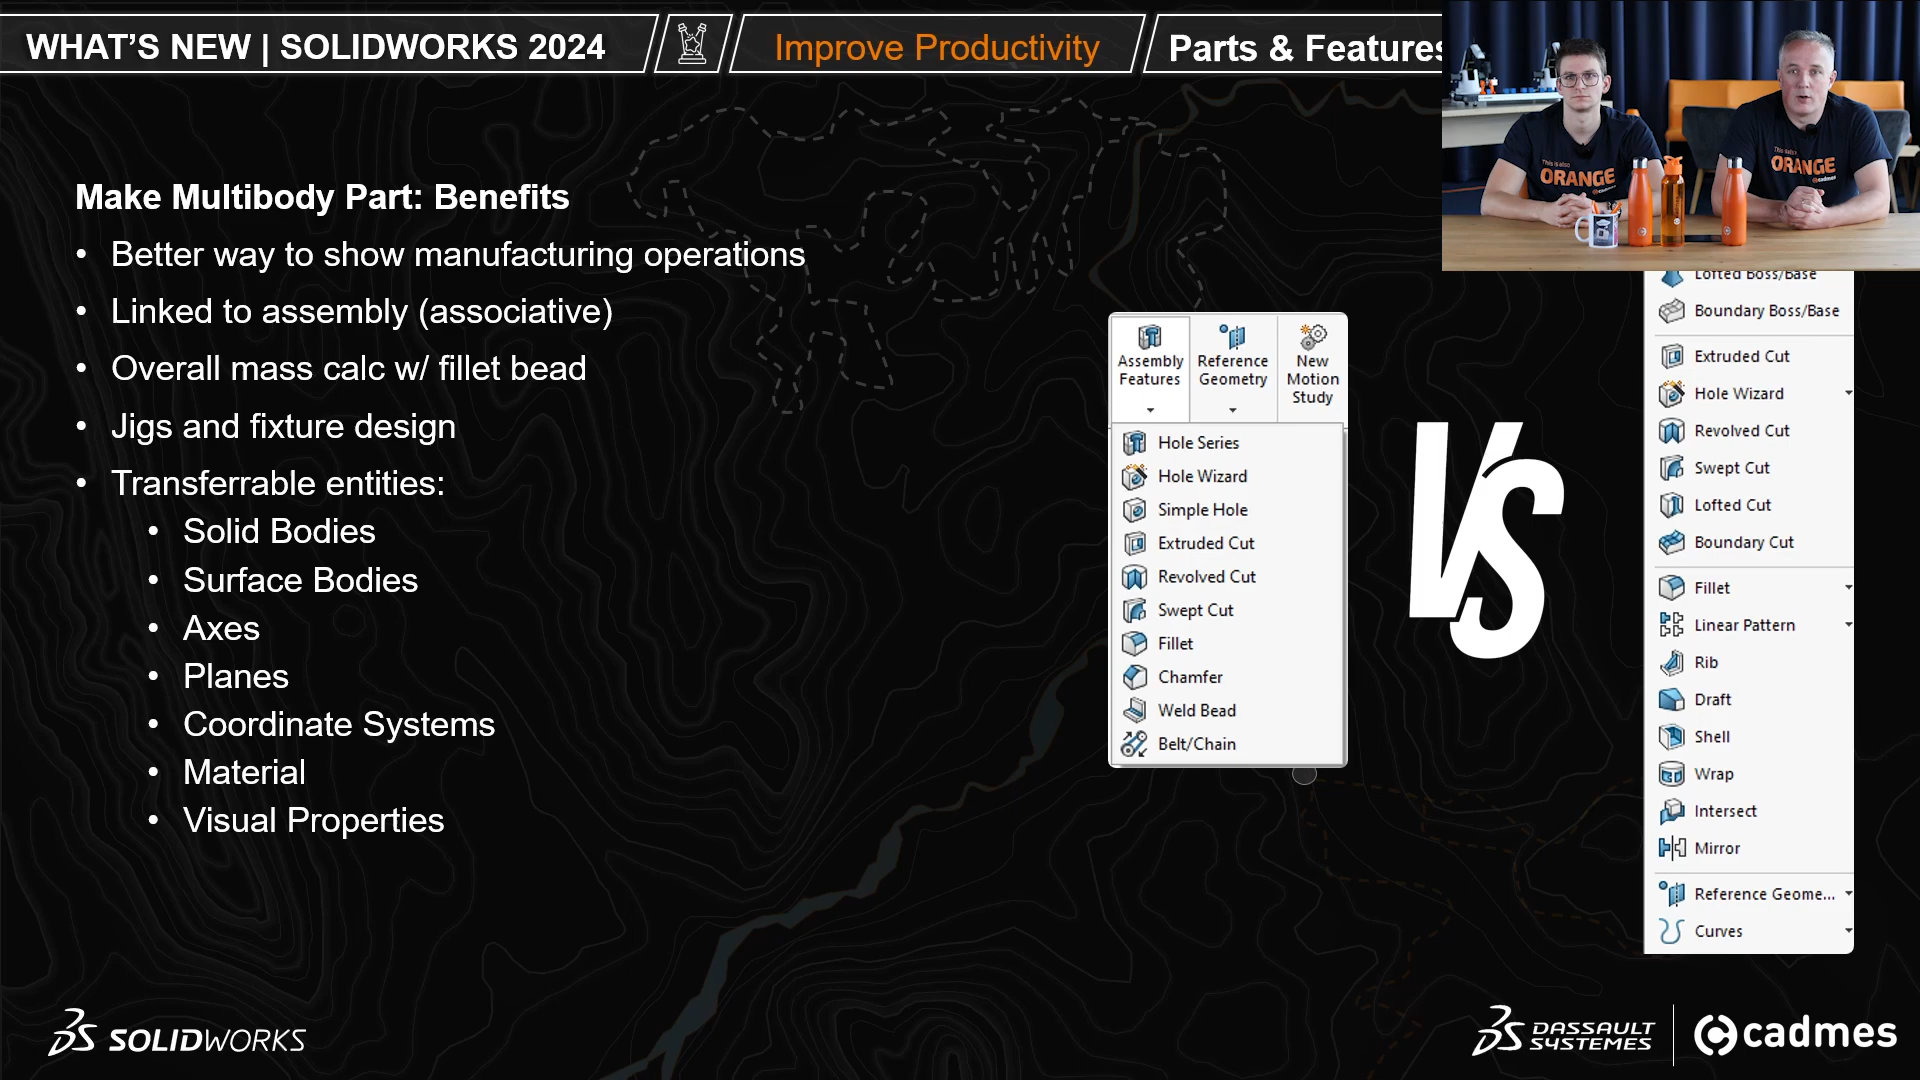 WHAT'S NEW | SOLIDWORKS 2024
Improve Productivity
Parts & Features
This is also
ORANGE
cadmes
ORANGE
cadmes
Make Multibody Part: Benefits
• Better way to show manufacturing operations
• Linked to assembly (associative)
• Overall mass calc w/ fillet bead
• Jigs and fixture design
• Transferrable entities:
• Solid Bodies
• Surface Bodies
• Axes
• Planes
• Coordinate Systems
• Material
• Visual Properties
Assembly Features
Reference Geometry
New Motion Study
Hole Series
Hole Wizard
Simple Hole
Extruded Cut
Revolved Cut
Swept Cut
Fillet
Chamfer
Weld Bead
Belt/Chain
VS
Lofted Boss/Base
Boundary Boss/Base
Extruded Cut
Hole Wizard
Revolved Cut
Swept Cut
Lofted Cut
Boundary Cut
Fillet
Linear Pattern
Rib
Draft
Shell
Wrap
Intersect
Mirror
Reference Geome...
Curves
SOLIDWORKS
DASSAULT
SYSTEMES
cadmes